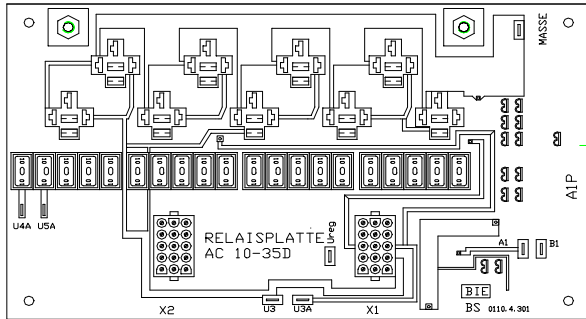 MASSE
A1P
U4A U5A
RELAISPLATTE
AC 10-35D
Ureg
A1 B1
U3 U3A
X2 X1
BIE
BS 0110.4.301